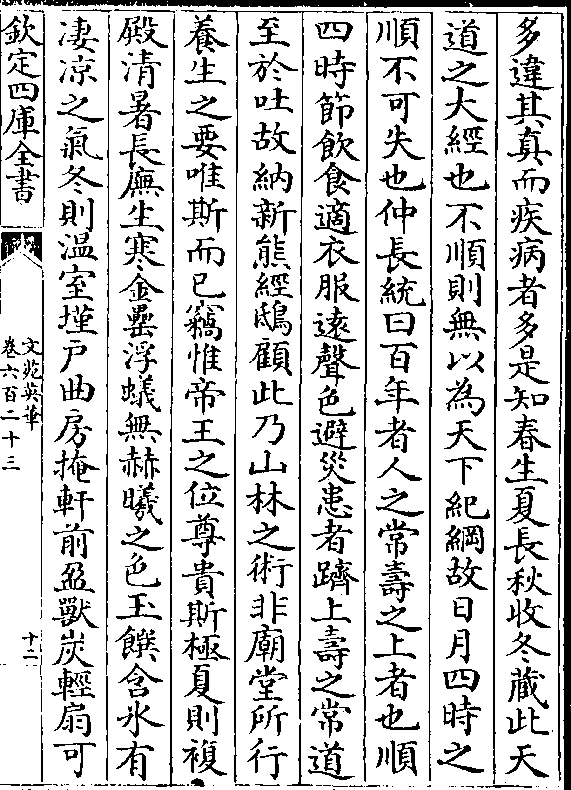 多違其真而疾病者多是知春生夏長秋收冬藏此天
道之大經也不順則無以為天下紀綱故日月四時之
順不可失也仲長統曰百年者人之常壽之上者也順
四時節飲食適衣服遠聲色避災患者躋上壽之常道
至於吐故納新熊經鴟顧此乃山林之術非廟堂所行
養生之要唯斯而已竊惟帝王之位尊貴斯極夏則複
殿清暑長廡生寒金罍浮蟻無赫曦之色玉饌含氷有
凄凉之氣冬則溫室墐戶曲房掩軒前盈獸炭輕扇可
欽定四庫全書
文苑英華
卷六百二十三
十二